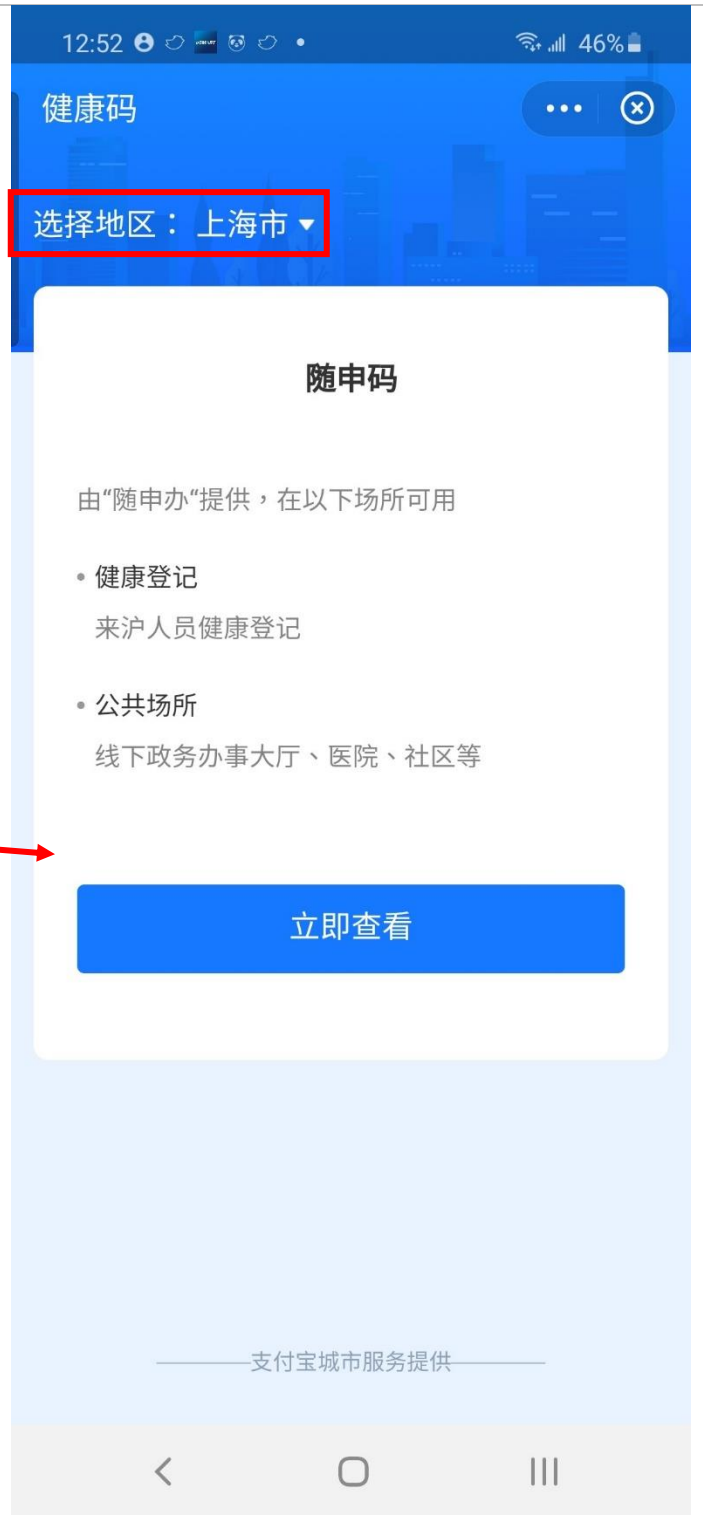 12:52
46%
健康码
选择地区： 上海市
随申码
由“随申办“提供，在以下场所可用
• 健康登记
来沪人员健康登记
• 公共场所
线下政务办事大厅、医院、社区等
立即查看
支付宝城市服务提供